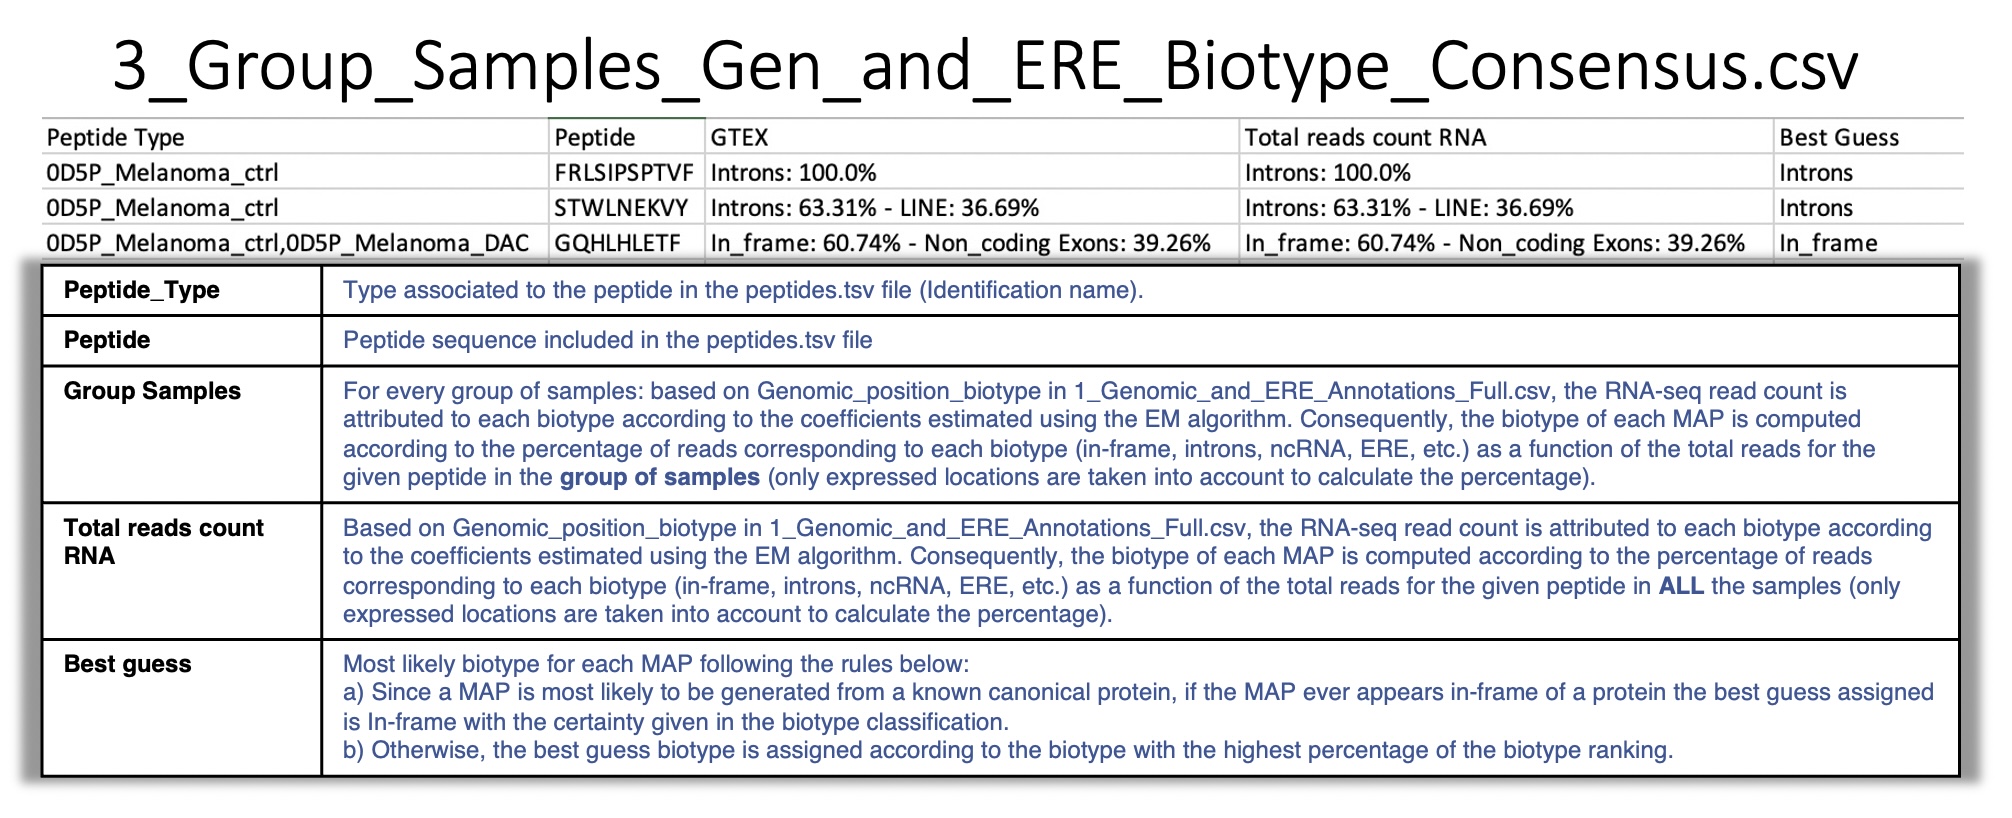 3_Group_Samples_Gen_and_ERE_Biotype_Consensus.csv
Peptide Type Peptide GTEX Total reads count RNA Best Guess
0D5P_Melanoma_ctrl FRLSIPSPTVF Introns: 100.0% Introns: 100.0% Introns
0D5P_Melanoma_ctrl STWLNEKVY Introns: 63.31% - LINE: 36.69% Introns: 63.31% - LINE: 36.69% Introns
0D5P_Melanoma_ctrl,0D5P_Melanoma_DAC GQHLHLETF In_frame: 60.74% - Non_coding Exons: 39.26% In_frame: 60.74% - Non_coding Exons: 39.26% In_frame
Peptide_Type Type associated to the peptide in the peptides.tsv file (Identification name).
Peptide Peptide sequence included in the peptides.tsv file
Group Samples For every group of samples: based on Genomic_position_biotype in 1_Genomic_and_ERE_Annotations_Full.csv, the RNA-seq read count is
attributed to each biotype according to the coefficients estimated using the EM algorithm. Consequently, the biotype of each MAP is computed
according to the percentage of reads corresponding to each biotype (in-frame, introns, ncRNA, ERE, etc.) as a function of the total reads for the
given peptide in the group of samples (only expressed locations are taken into account to calculate the percentage).
Total reads count Based on Genomic_position_biotype in 1_Genomic_and_ERE_Annotations_Full.csv, the RNA-seq read count is attributed to each biotype according
RNA to the coefficients estimated using the EM algorithm. Consequently, the biotype of each MAP is computed according to the percentage of reads
corresponding to each biotype (in-frame, introns, ncRNA, ERE, etc.) as a function of the total reads for the given peptide in ALL the samples (only
expressed locations are taken into account to calculate the percentage).
Best guess Most likely biotype for each MAP following the rules below:
a) Since a MAP is most likely to be generated from a known canonical protein, if the MAP ever appears in-frame of a protein the best guess assigned
is In-frame with the certainty given in the biotype classification.
b) Otherwise, the best guess biotype is assigned according to the biotype with the highest percentage of the biotype ranking.